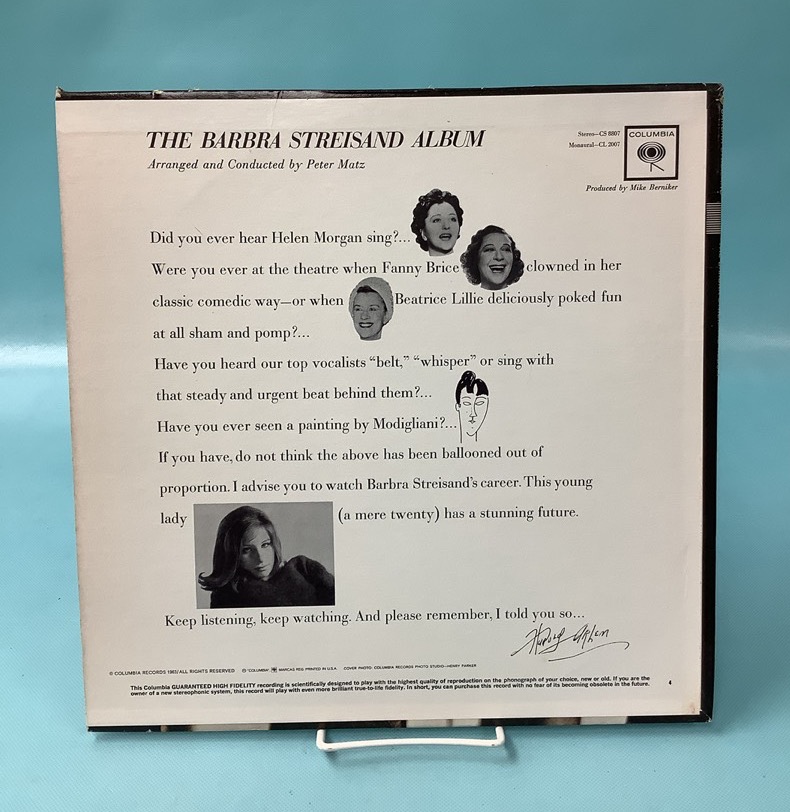 THE BARBRA STREISAND ALBUM
Arranged and Conducted by Peter Matz
Stereo—CS 8807
Monaural—CL 2007
COLUMBIA
Produced by Mike Berniker
Did you ever hear Helen Morgan sing?...
Were you ever at the theatre when Fanny Brice clowned in her
classic comedic way—or when Beatrice Lillie deliciously poked fun
at all sham and pomp?...
Have you heard our top vocalists “belt,” “whisper” or sing with
that steady and urgent beat behind them?...
Have you ever seen a painting by Modigliani?...
If you have, do not think the above has been ballooned out of
proportion. I advise you to watch Barbra Streisand’s career. This young
lady (a mere twenty) has a stunning future.
Keep listening, keep watching. And please remember, I told you so...
Harold Arlen
© COLUMBIA RECORDS 1963/ALL RIGHTS RESERVED ® "COLUMBIA", MARCAS REG. PRINTED IN U.S.A. COVER PHOTO: COLUMBIA RECORDS PHOTO STUDIO—HENRY PARKER
This Columbia GUARANTEED HIGH FIDELITY recording is scientifically designed to play with the highest quality of reproduction on the phonograph of your choice, new or old. If you are the
owner of a new stereophonic system, this record will play with even more brilliant true-to-life fidelity. In short, you can purchase this record with no fear of its becoming obsolete in the future.
4